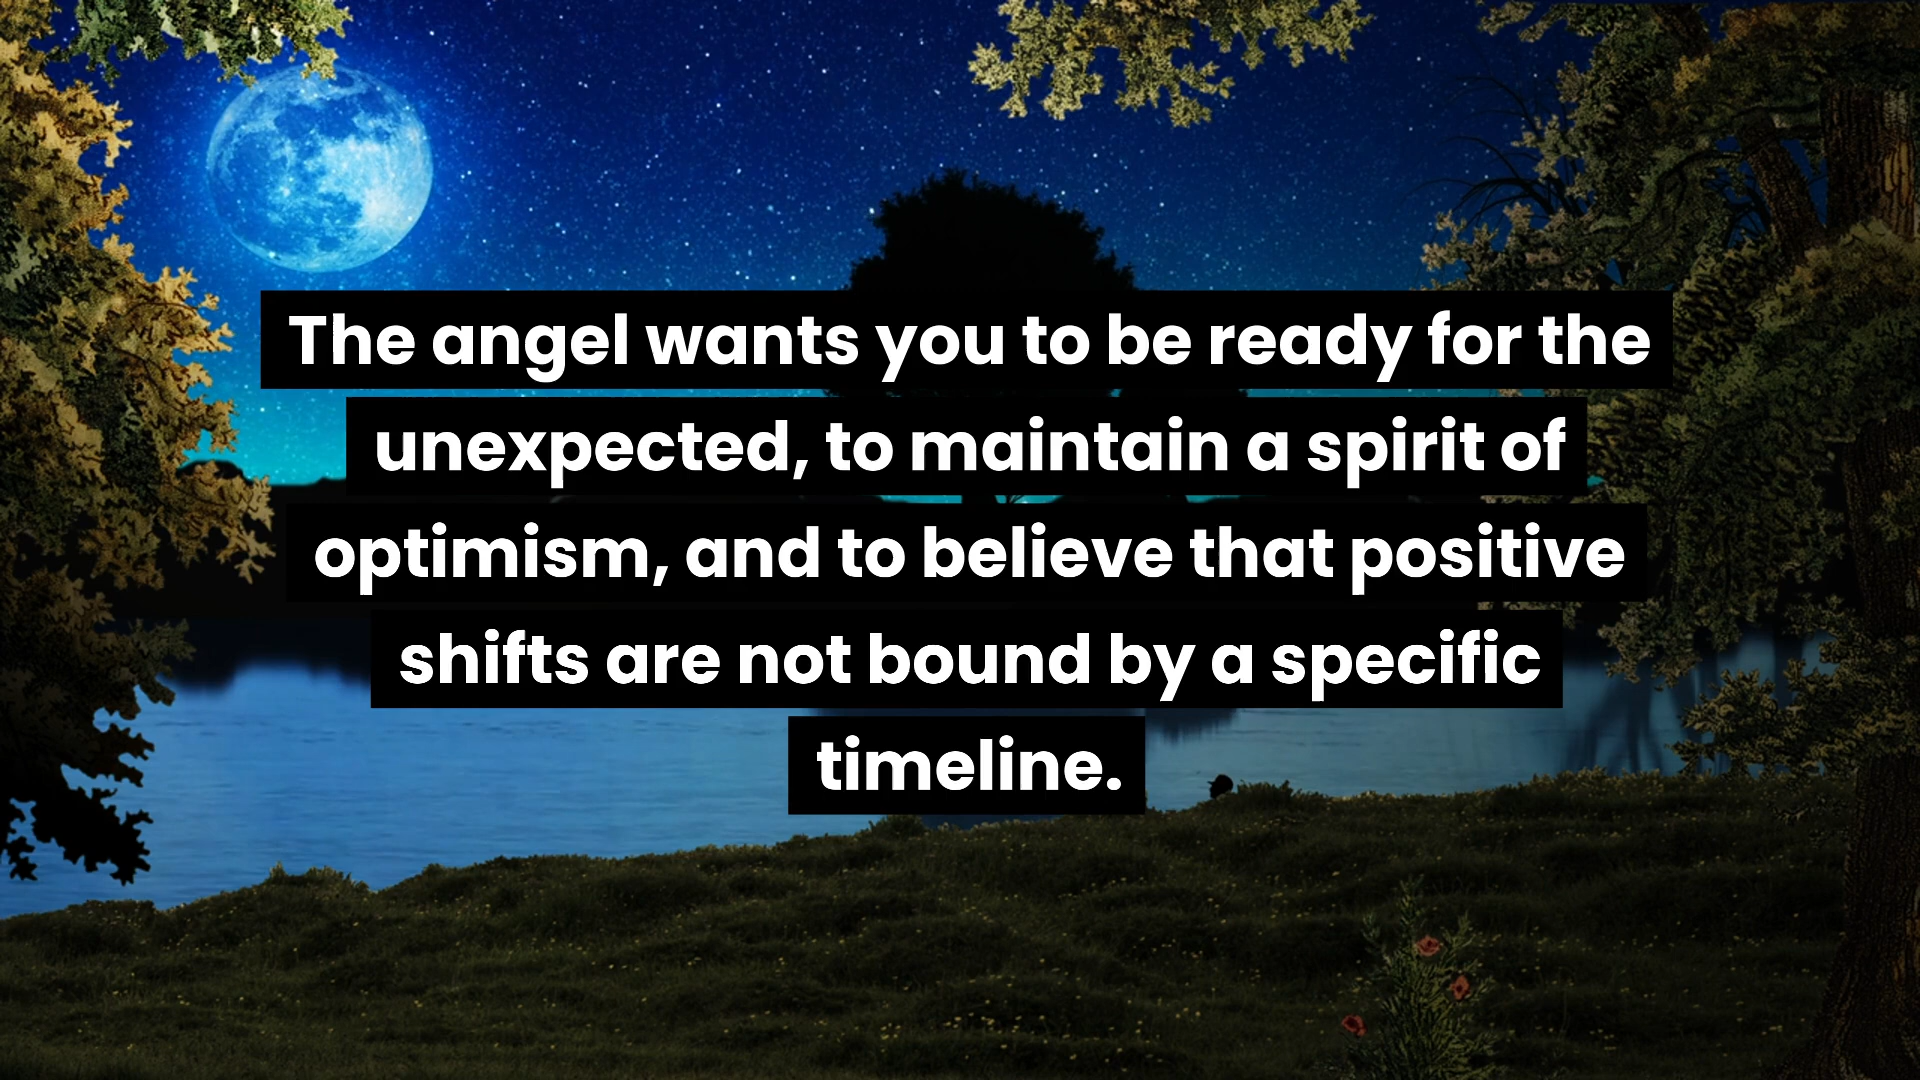 The angel wants you to be ready for the
unexpected, to maintain a spirit of
optimism, and to believe that positive
shifts are not bound by a specific
timeline.